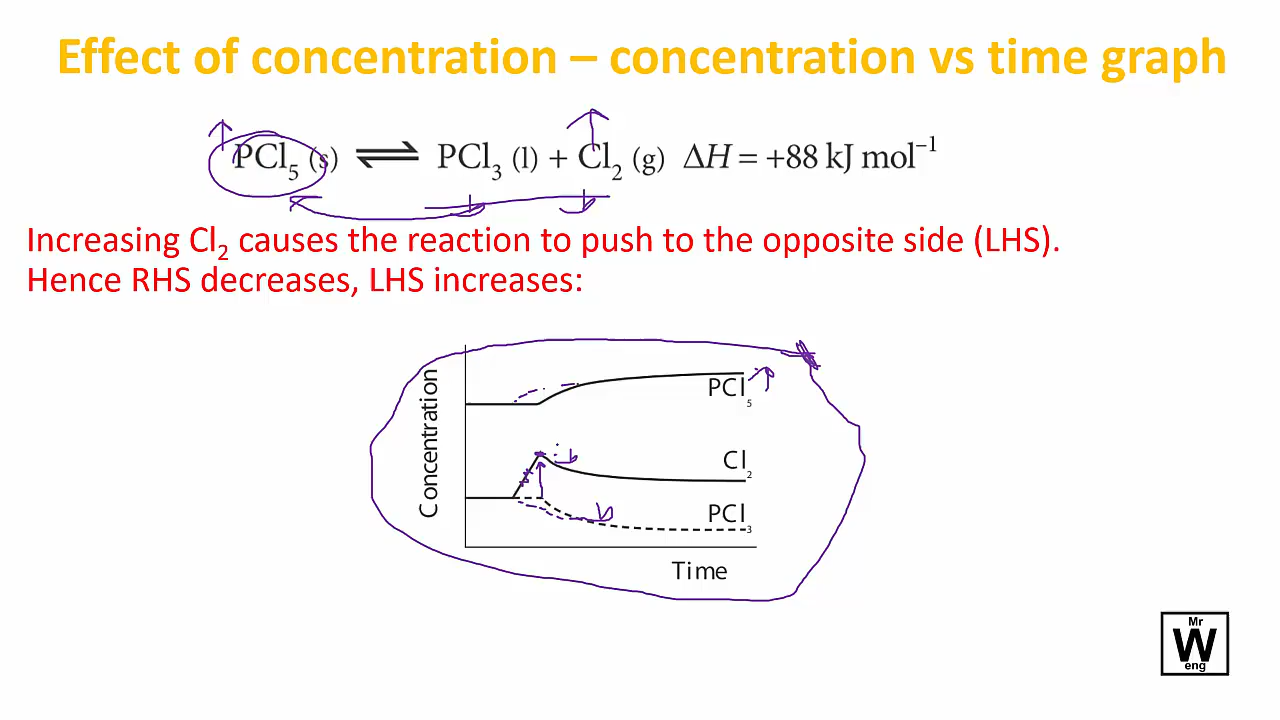 Effect of concentration – concentration vs time graph
PCl₅ (s) ⇌ PCl₃ (l) + Cl₂ (g) ΔH = +88 kJ mol⁻¹
Increasing Cl₂ causes the reaction to push to the opposite side (LHS).
Hence RHS decreases, LHS increases:
Concentration
PCl₅
Cl₂
PCl₃
Time
Mr
W
eng